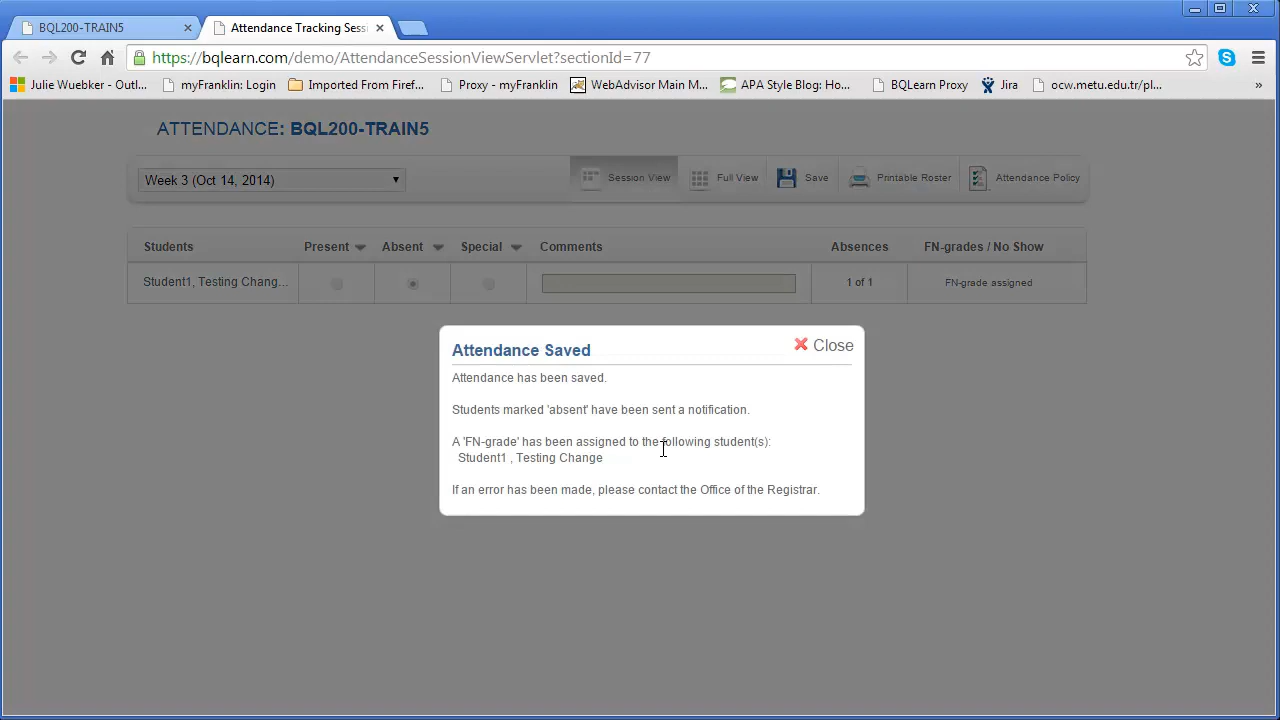 BQL200-TRAIN5
Attendance Tracking Sessi
https://bqlearn.com/demo/AttendanceSessionViewServlet?sectionId=77
Julie Wuebker - Outl...
myFranklin: Login
Imported From Firef...
Proxy - myFranklin
WebAdvisor Main M...
APA Style Blog: Ho...
BQLearn Proxy
Jira
ocw.metu.edu.tr/pl...
»
ATTENDANCE: BQL200-TRAIN5
Week 3 (Oct 14, 2014)
Session View
Full View
Save
Printable Roster
Attendance Policy
Students Present Absent Special Comments Absences FN-grades / No Show
Student1, Testing Chang... 1 of 1 FN-grade assigned
Attendance Saved
Close
Attendance has been saved.
Students marked 'absent' have been sent a notification.
A 'FN-grade' has been assigned to the following student(s):
Student1 , Testing Change
If an error has been made, please contact the Office of the Registrar.